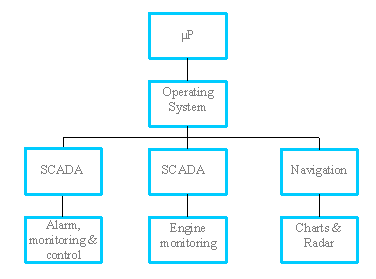 µP
Operating
System
SCADA
SCADA
Navigation
Alarm,
monitoring &
control
Engine
monitoring
Charts &
Radar